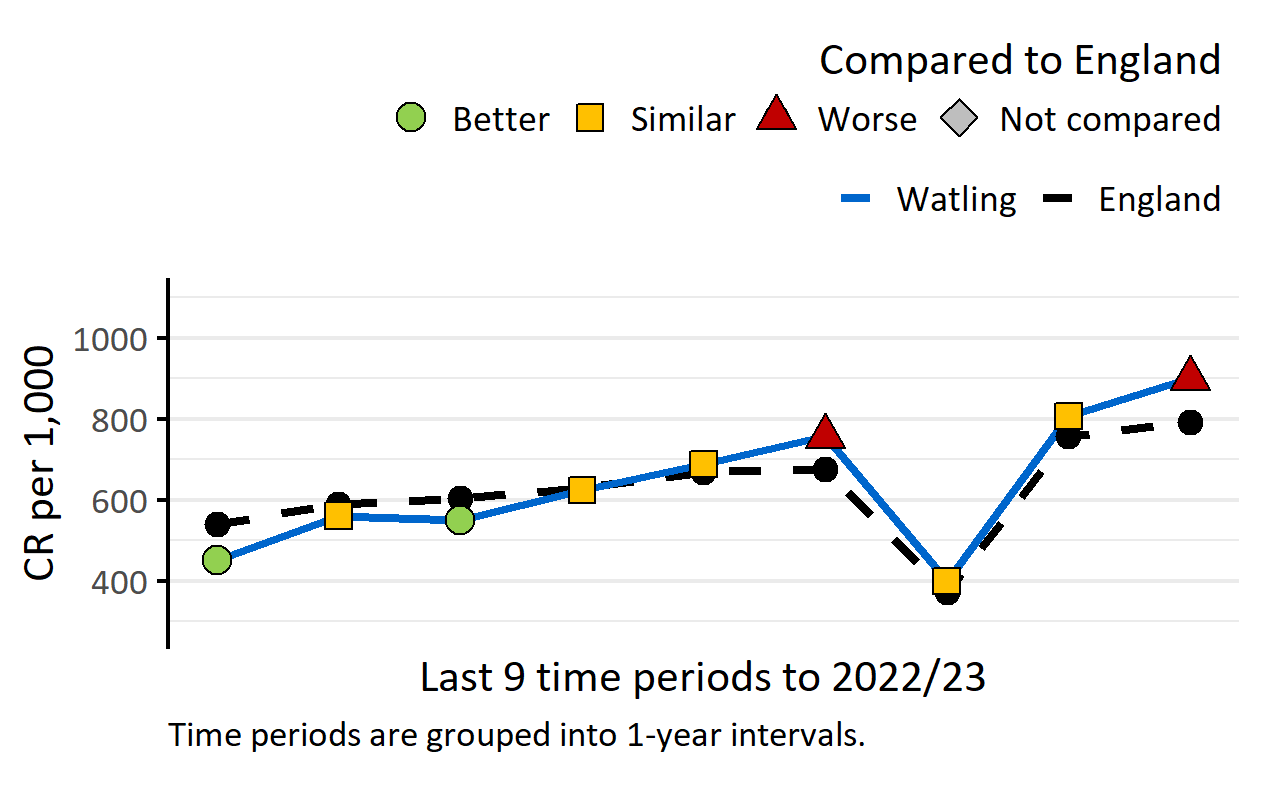 Compared to England
Better Similar Worse Not compared
Watling England
CR per 1,000
1000
800
600
400
Last 9 time periods to 2022/23
Time periods are grouped into 1-year intervals.